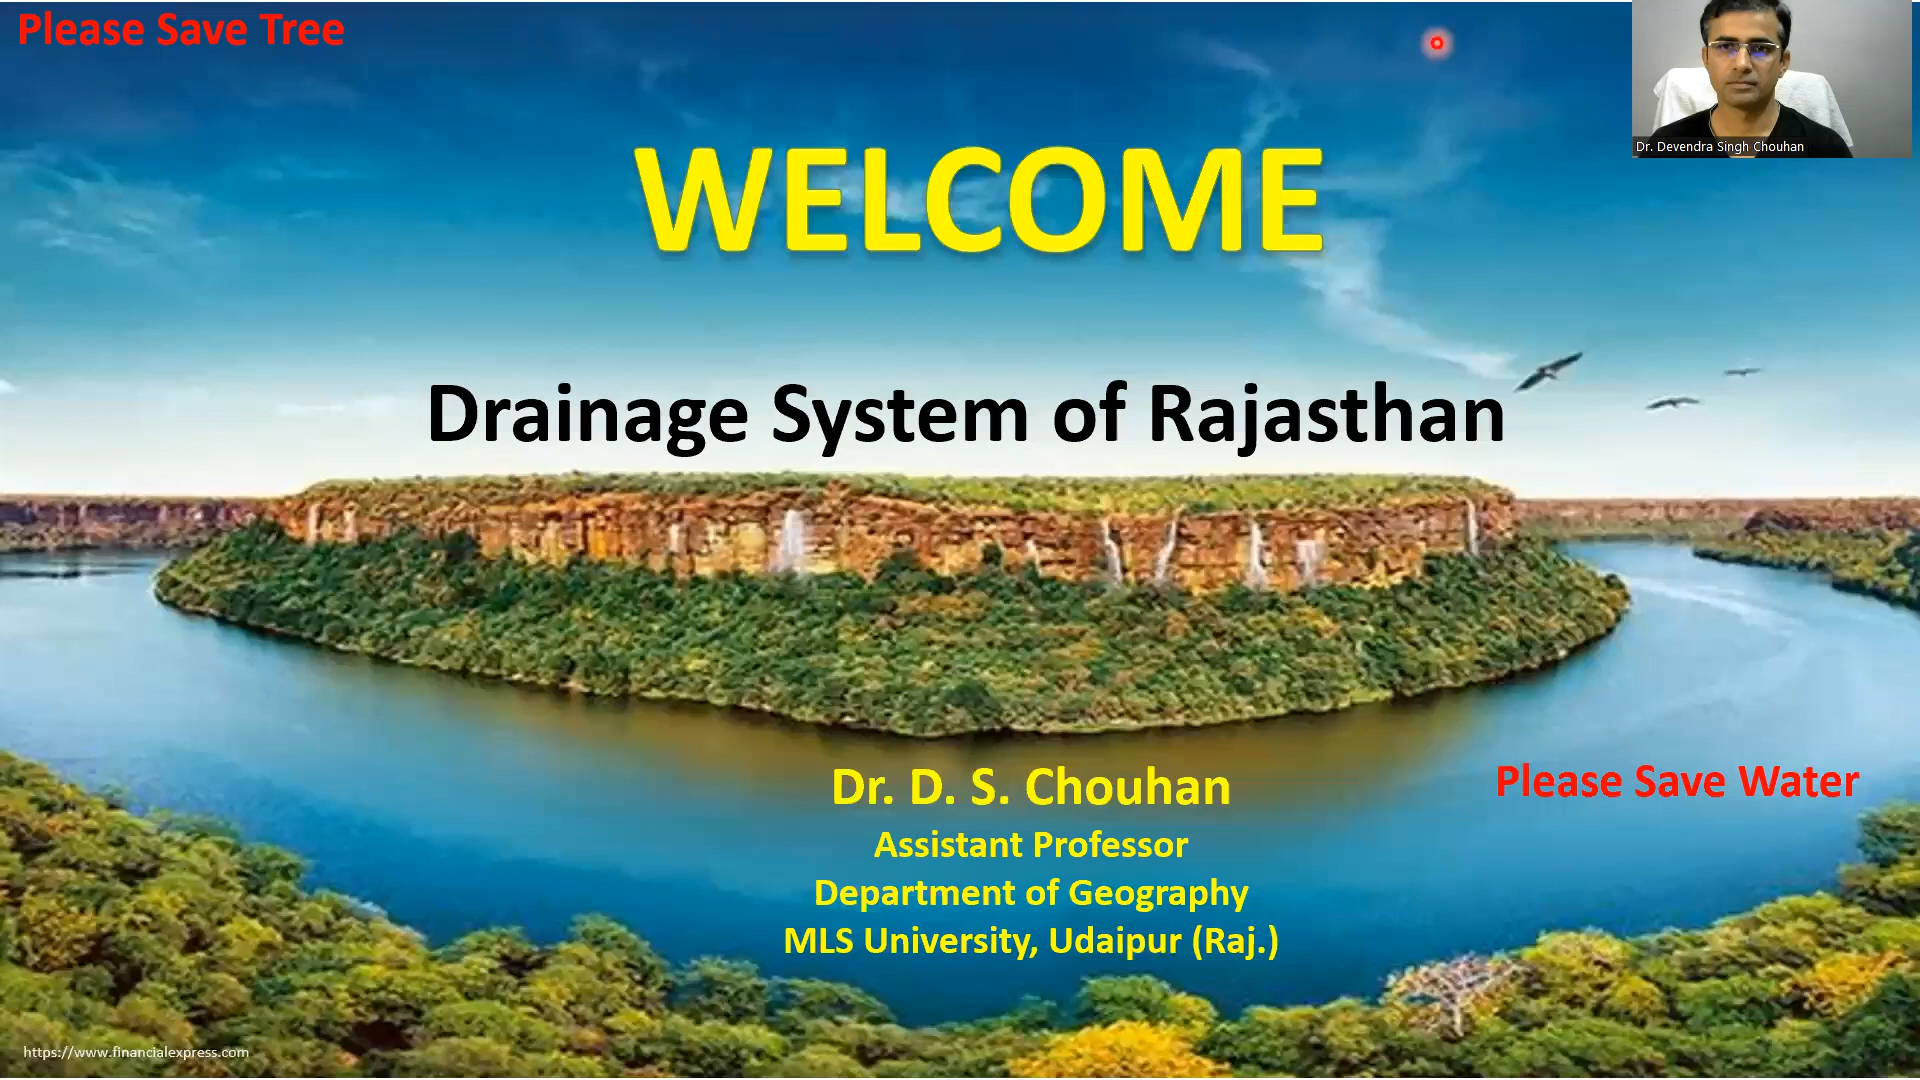 Please Save Tree
Dr. Devendra Singh Chouhan
WELCOME
Drainage System of Rajasthan
Dr. D. S. Chouhan
Please Save Water
Assistant Professor
Department of Geography
MLS University, Udaipur (Raj.)
https://www.financialexpress.com